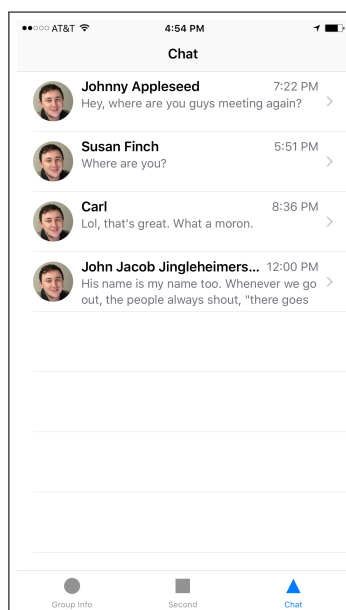 AT&T 4:54 PM
Chat
Johnny Appleseed 7:22 PM
Hey, where are you guys meeting again?
Susan Finch 5:51 PM
Where are you?
Carl 8:36 PM
Lol, that's great. What a moron.
John Jacob Jingleheimers... 12:00 PM
His name is my name too. Whenever we go
out, the people always shout, "there goes
Group Info Second Chat